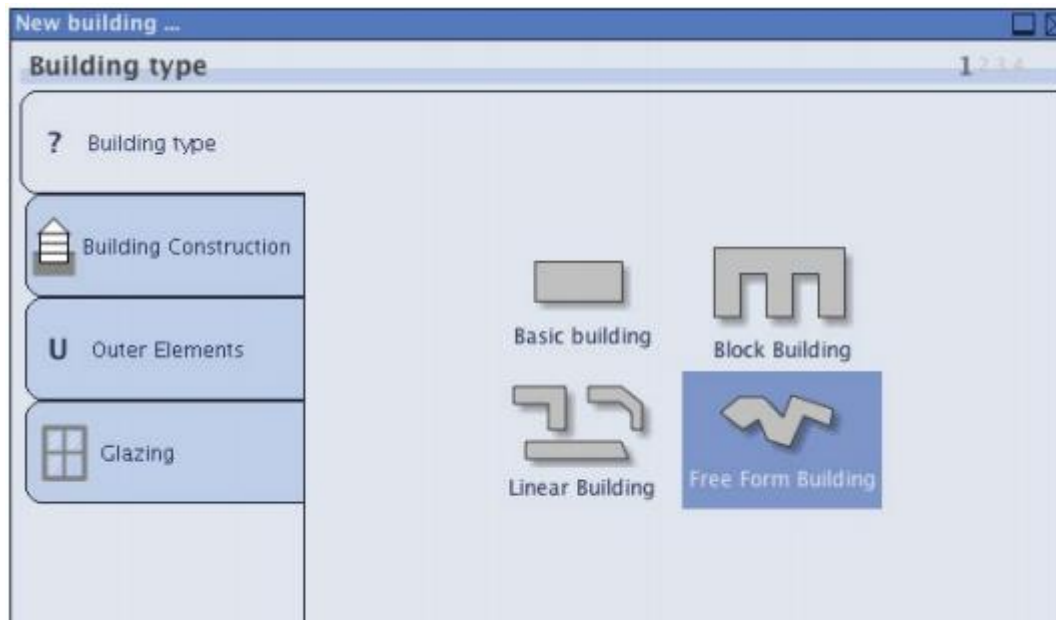 New building ...
Building type
1 2 3 4
? Building type
Building Construction
U Outer Elements
Glazing
Basic building
Block Building
Linear Building
Free Form Building